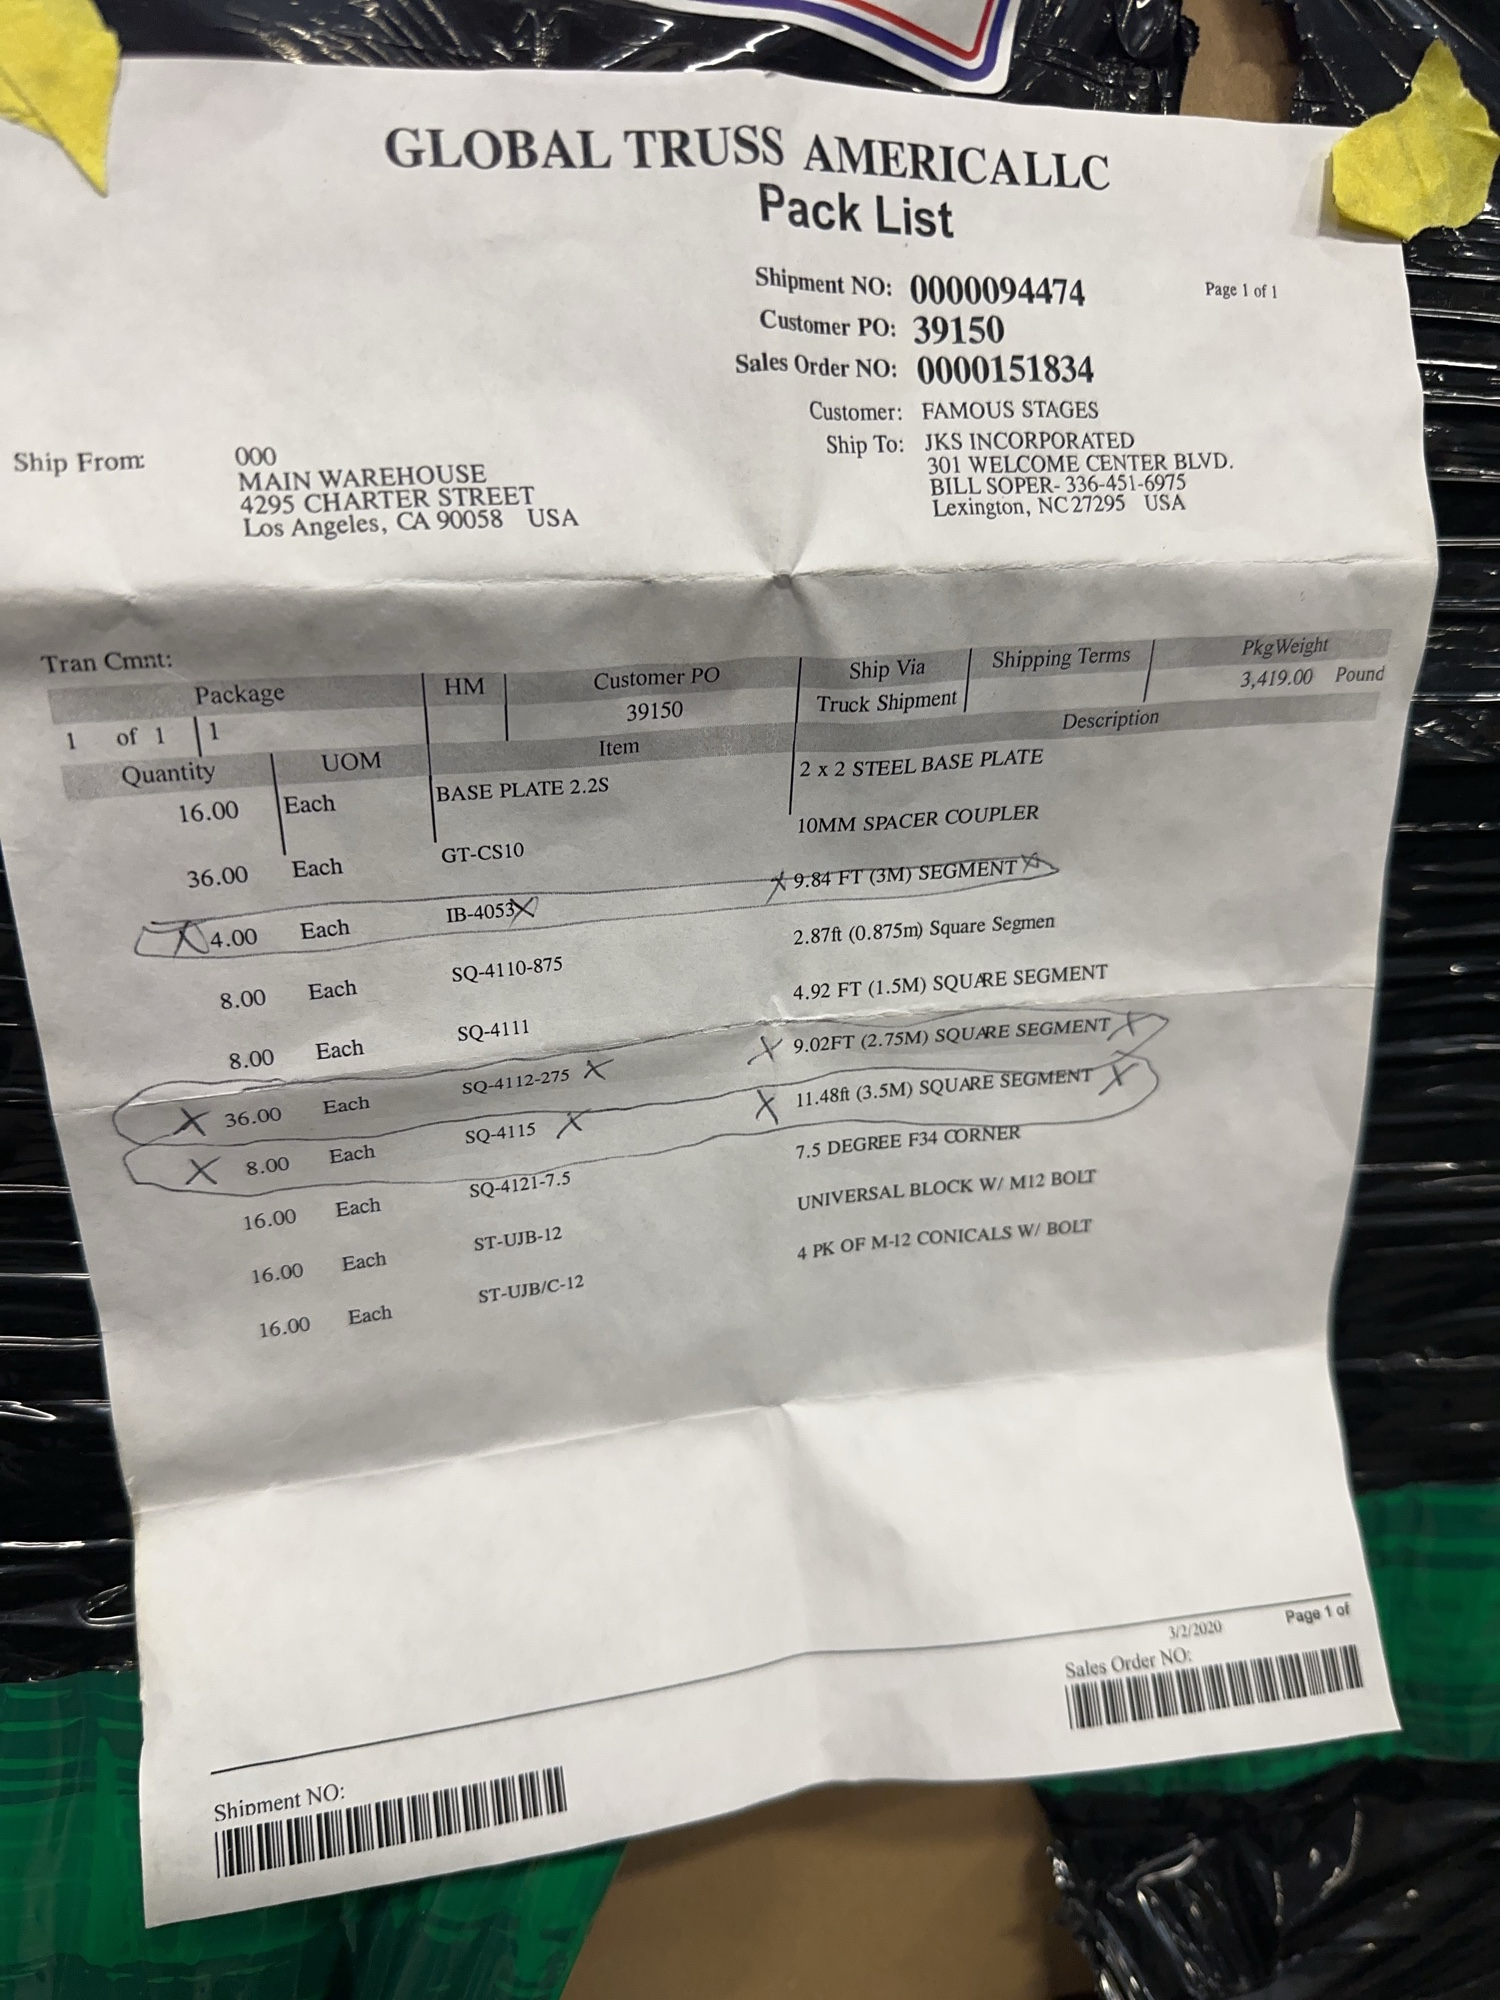 GLOBAL TRUSS AMERICALLC
Pack List
Shipment NO: 0000094474 Page 1 of 1
Customer PO: 39150
Sales Order NO: 0000151834
Customer: FAMOUS STAGES
Ship From: 000 Ship To: JKS INCORPORATED
MAIN WAREHOUSE 301 WELCOME CENTER BLVD.
4295 CHARTER STREET BILL SOPER- 336-451-6975
Los Angeles, CA 90058 USA Lexington, NC 27295 USA
Tran Cmnt:
Package HM Customer PO Ship Via Shipping Terms PkgWeight
1 of 1 1 39150 Truck Shipment 3,419.00 Pound
Quantity UOM Item Description
16.00 Each BASE PLATE 2.2S 2 x 2 STEEL BASE PLATE
36.00 Each GT-CS10 10MM SPACER COUPLER
X 4.00 Each IB-4053 X X 9.84 FT (3M) SEGMENT X
8.00 Each SQ-4110-875 2.87ft (0.875m) Square Segmen
8.00 Each SQ-4111 4.92 FT (1.5M) SQUARE SEGMENT
X 36.00 Each SQ-4112-275 X X 9.02FT (2.75M) SQUARE SEGMENT X
X 8.00 Each SQ-4115 X X 11.48ft (3.5M) SQUARE SEGMENT X
16.00 Each SQ-4121-7.5 7.5 DEGREE F34 CORNER
16.00 Each ST-UJB-12 UNIVERSAL BLOCK W/ M12 BOLT
16.00 Each ST-UJB/C-12 4 PK OF M-12 CONICALS W/ BOLT
3/2/2020 Page 1 of
Sales Order NO:
Shipment NO: